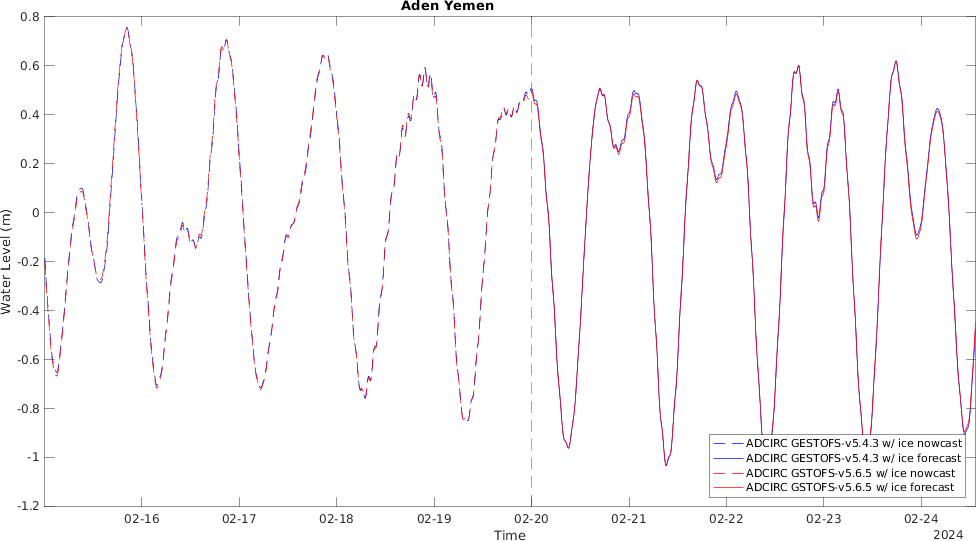 Aden Yemen
0.8
0.6
0.4
0.2
0
-0.2
-0.4
-0.6
-0.8
-1
-1.2
Water Level (m)
ADCIRC GESTOFS-v5.4.3 w/ ice nowcast
ADCIRC GESTOFS-v5.4.3 w/ ice forecast
ADCIRC GSTOFS-v5.6.5 w/ ice nowcast
ADCIRC GSTOFS-v5.6.5 w/ ice forecast
02-16 02-17 02-18 02-19 02-20 02-21 02-22 02-23 02-24
Time
2024